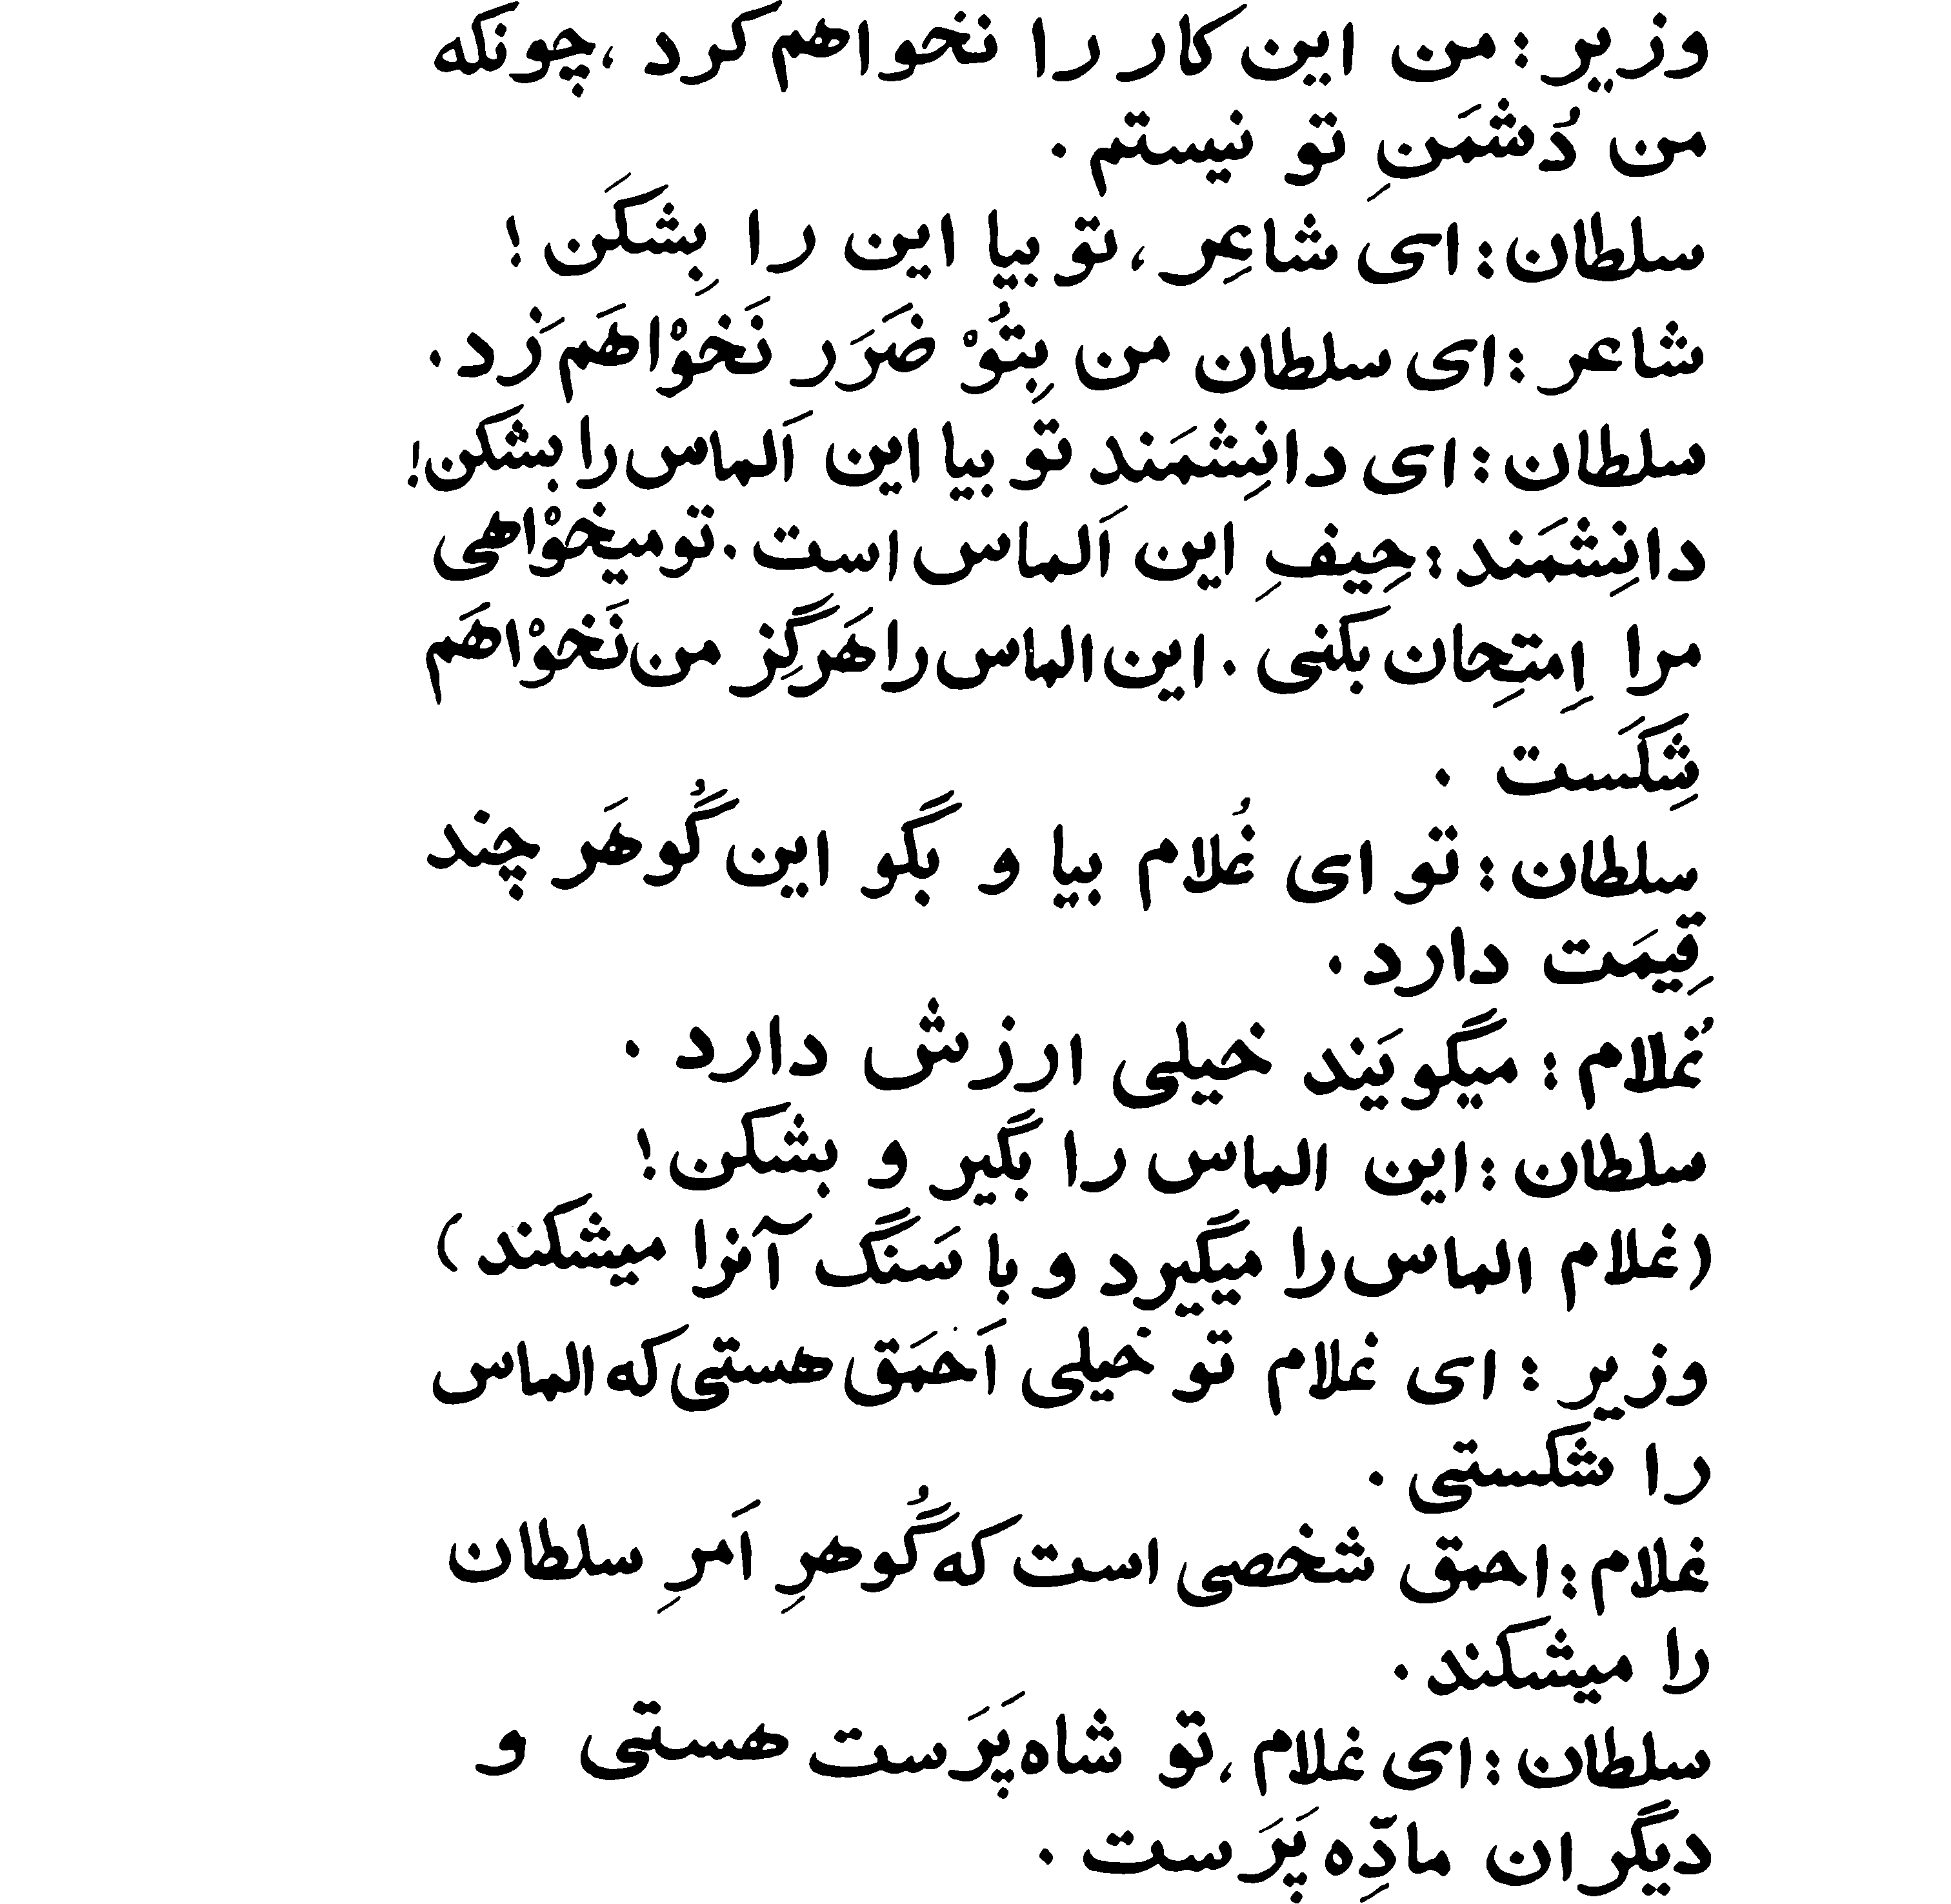 وزیر : من این کار را نخواهم کرد ، چونکه
من دُشمَنِ تو نیستم .
سلطان : ای شاعِر ، تو بیا این را بِشکَن !
شاعر : ای سلطان من بِتُوْ ضَرَر نَخَوْاهَم زَد .
سلطان : ای دانِشمَند تو بیا این اَلماس را بشکن !
دانِشمَند : حِیفِ این اَلماس است . تو میخوْاهی
مرا اِمتِحان بکنی . این الماس را هَرگِز من نَخَوْاهَم
شِکَست .
سلطان : تو ای غُلام بیا و بگو این گُوهَر چند
قِیمَت دارد .
غُلام : میگویَند خیلی ارزش دارد .
سلطان : این الماس را بگیر و بشکن !
(غلام الماس را میگیرد و با سَنگ آنرا میشکند)
وزیر : ای غلام تو خیلی اَحمَق هستی که الماس
را شکستی .
غلام : احمق شخصی است که گُوهرِ اَمرِ سلطان
را میشکند .
سلطان : ای غلام ، تو شاه پَرَست هستی و
دیگران مادِّه پَرَست .